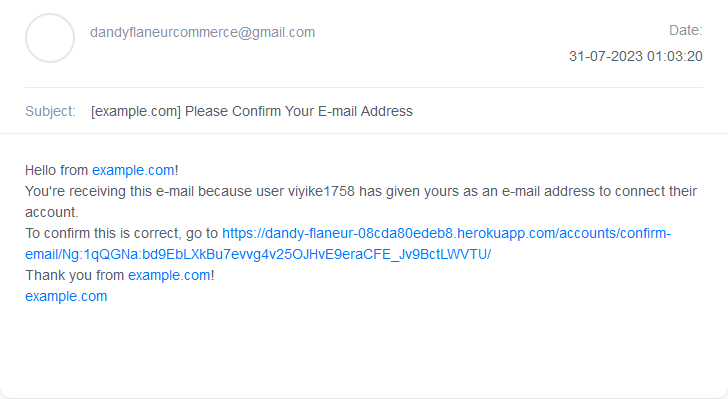 dandyflaneurcommerce@gmail.com
Date:
31-07-2023 01:03:20
Subject: [example.com] Please Confirm Your E-mail Address
Hello from example.com!
You're receiving this e-mail because user viyike1758 has given yours as an e-mail address to connect their
account.
To confirm this is correct, go to https://dandy-flaneur-08cda80edeb8.herokuapp.com/accounts/confirm-
email/Ng:1qQGNa:bd9EbLXkBu7evvg4v25OJHvE9eraCFE_Jv9BctLWVTU/
Thank you from example.com!
example.com